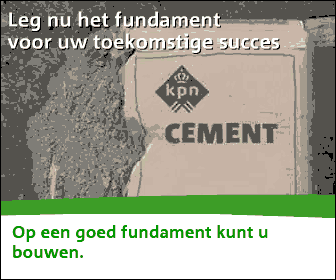 Leg nu het fundament
voor uw toekomstige succes
kpn
CEMENT
Op een goed fundament kunt u
bouwen.